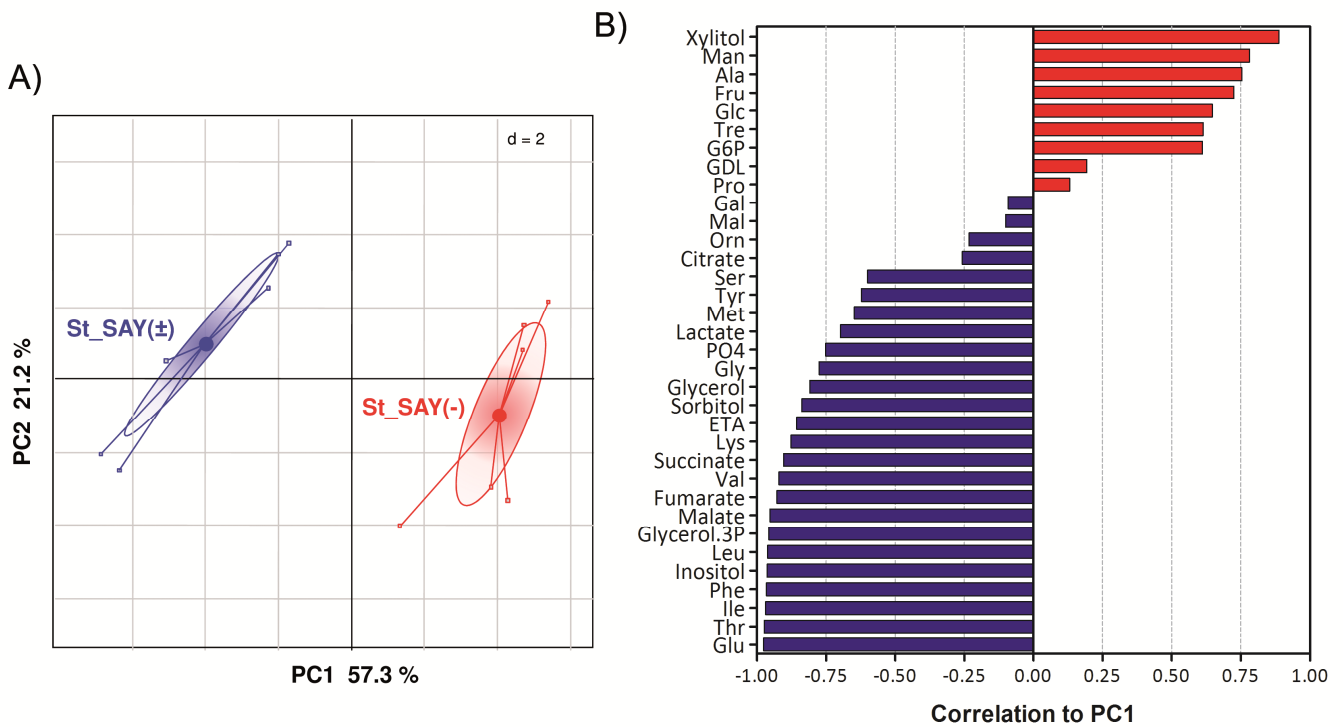 A)
d = 2
St_SAY(±)
St_SAY(-)
PC2 21.2 %
PC1 57.3 %
B)
Xylitol
Man
Ala
Fru
Glc
Tre
G6P
GDL
Pro
Gal
Mal
Orn
Citrate
Ser
Tyr
Met
Lactate
PO4
Gly
Glycerol
Sorbitol
ETA
Lys
Succinate
Val
Fumarate
Malate
Glycerol.3P
Leu
Inositol
Phe
Ile
Thr
Glu
-1.00 -0.75 -0.50 -0.25 0.00 0.25 0.50 0.75 1.00
Correlation to PC1